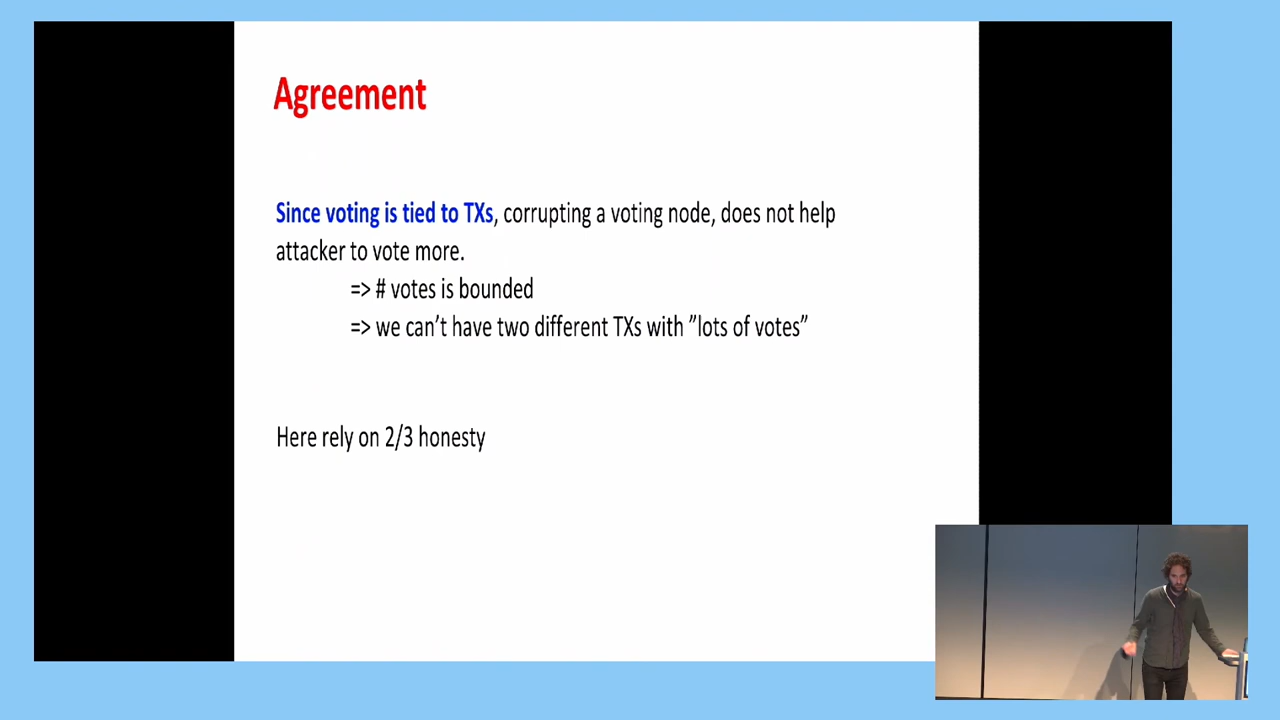 Agreement
Since voting is tied to TXs, corrupting a voting node, does not help
attacker to vote more.
=> # votes is bounded
=> we can’t have two different TXs with ”lots of votes”
Here rely on 2/3 honesty